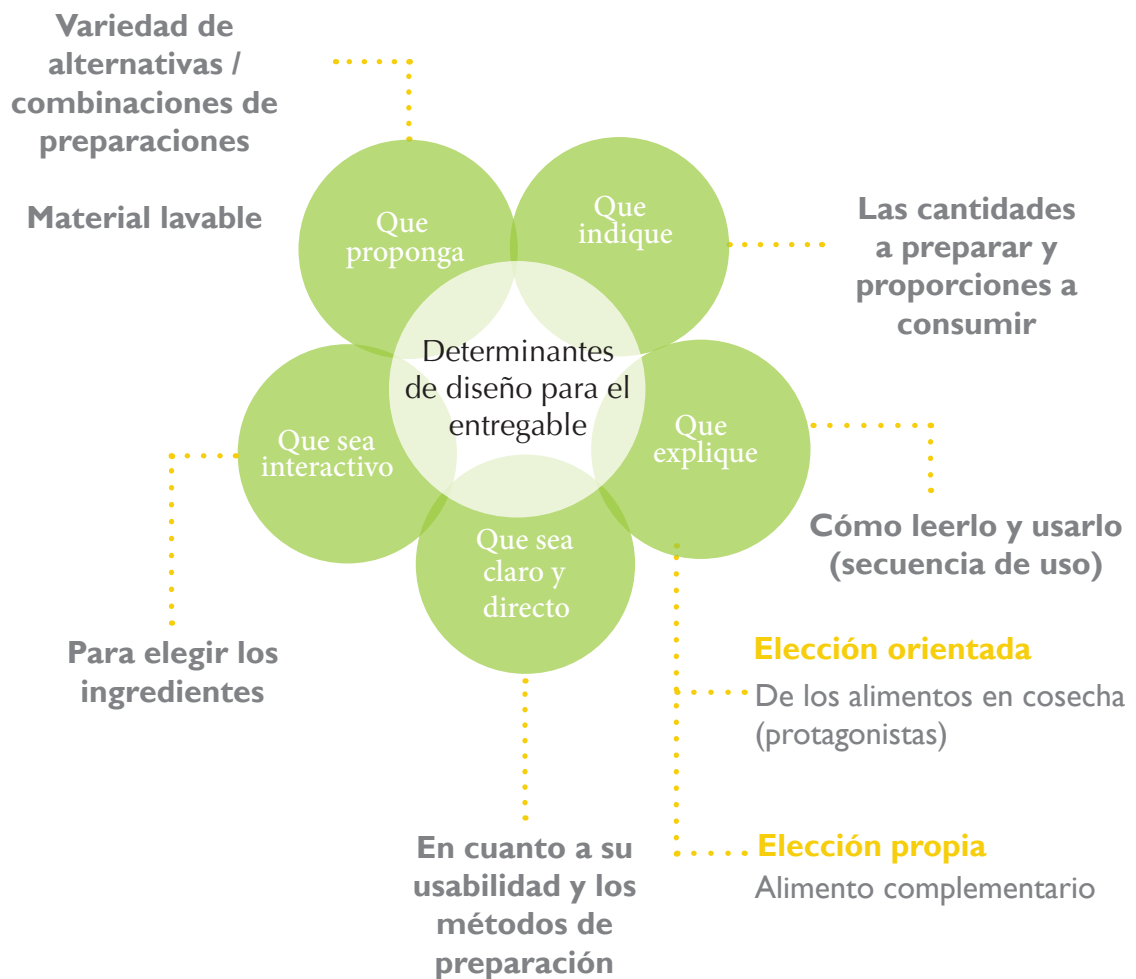 Variedad de
alternativas /
combinaciones de
preparaciones
Material lavable
Que
proponga
Que
indique
Las cantidades
a preparar y
proporciones a
consumir
Determinantes
de diseño para el
entregable
Que sea
interactivo
Que
explique
Que sea
claro y
directo
Cómo leerlo y usarlo
(secuencia de uso)
Para elegir los
ingredientes
Elección orientada
De los alimentos en cosecha
(protagonistas)
Elección propia
Alimento complementario
En cuanto a su
usabilidad y los
métodos de
preparación